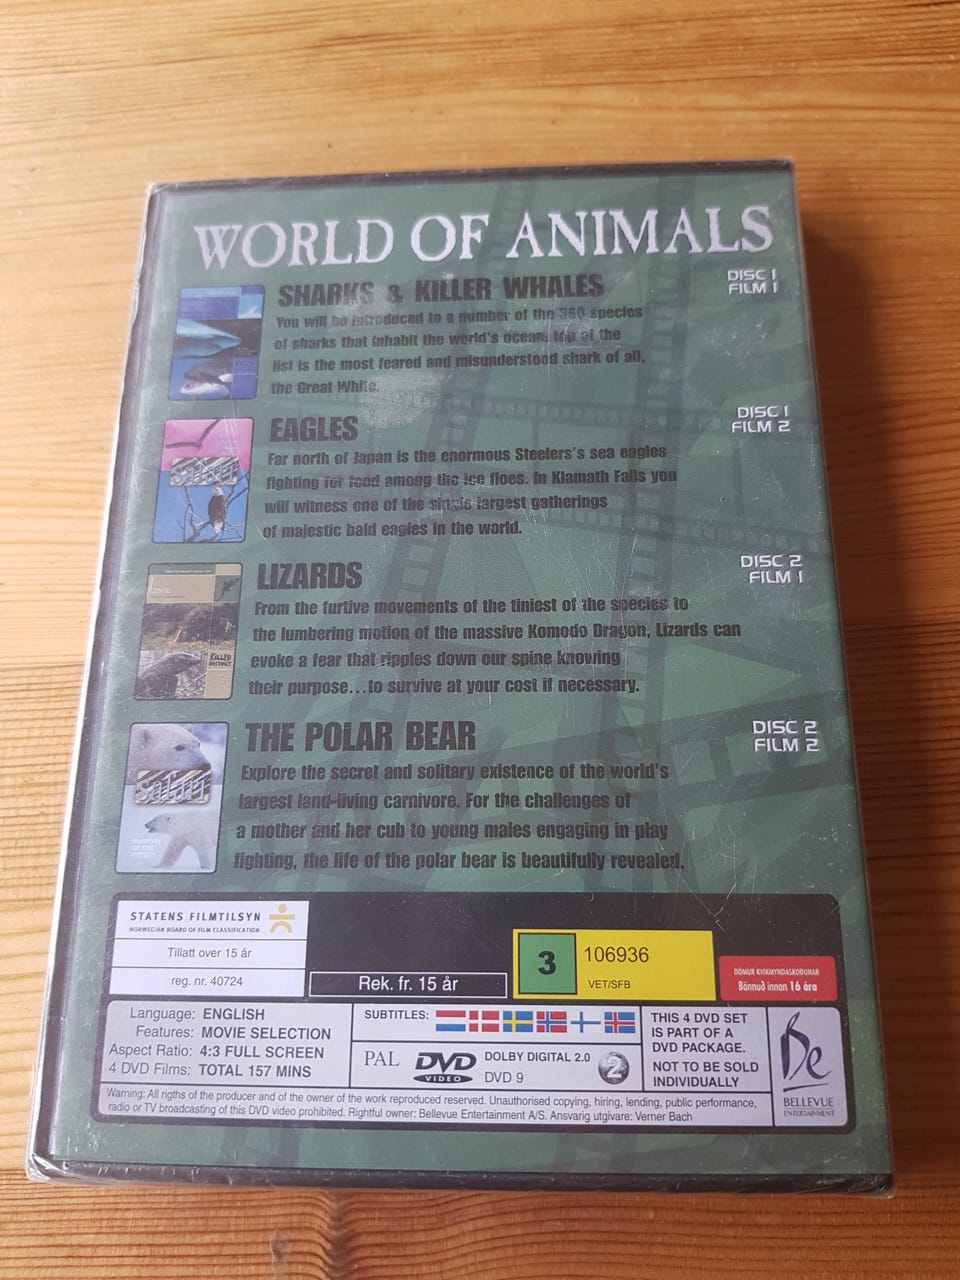 WORLD OF ANIMALS
DISC 1
FILM 1
SHARKS & KILLER WHALES
You will be introduced to a number of the 360 species
of sharks that inhabit the world's ocean, top of the
list is the most feared and misunderstood shark of all,
the Great White.
DISC 1
FILM 2
EAGLES
Far north of Japan is the enormous Steelers's sea eagles
fighting for food among the ice floes. In Klamath Falls you
will witness one of the single largest gatherings
of majestic bald eagles in the world.
safari
DISC 2
FILM 1
LIZARDS
From the furtive movements of the tiniest of the species to
the lumbering motion of the massive Komodo Dragon, Lizards can
evoke a fear that ripples down our spine knowing
their purpose...to survive at your cost if necessary.
KILLER
INSTINCT
DISC 2
FILM 2
THE POLAR BEAR
Explore the secret and solitary existence of the world's
largest land-living carnivore. For the challenges of
a mother and her cub to young males engaging in play
fighting, the life of the polar bear is beautifully revealed.
safari
OF THE
STATENS FILMTILSYN
NORWEGIAN BOARD OF FILM CLASSIFICATION
Tillatt over 15 år
reg. nr. 40724
Rek. fr. 15 år
3
106936
VET/SFB
DÓMUR KVIKMYNDASKOÐUNAR
Bönnuð innan 16 ára
Language: ENGLISH
Features: MOVIE SELECTION
Aspect Ratio: 4:3 FULL SCREEN
4 DVD Films: TOTAL 157 MINS
SUBTITLES:
PAL
DVD
VIDEO
DOLBY DIGITAL 2.0
DVD 9
2
THIS 4 DVD SET
IS PART OF A
DVD PACKAGE.
NOT TO BE SOLD
INDIVIDUALLY
Be
BELLEVUE
ENTERTAINMENT
Warning: All rigths of the producer and of the owner of the work reproduced reserved. Unauthorised copying, hiring, lending, public performance,
radio or TV broadcasting of this DVD video prohibited. Rightful owner: Bellevue Entertainment A/S. Ansvarig utgivare: Verner Bach